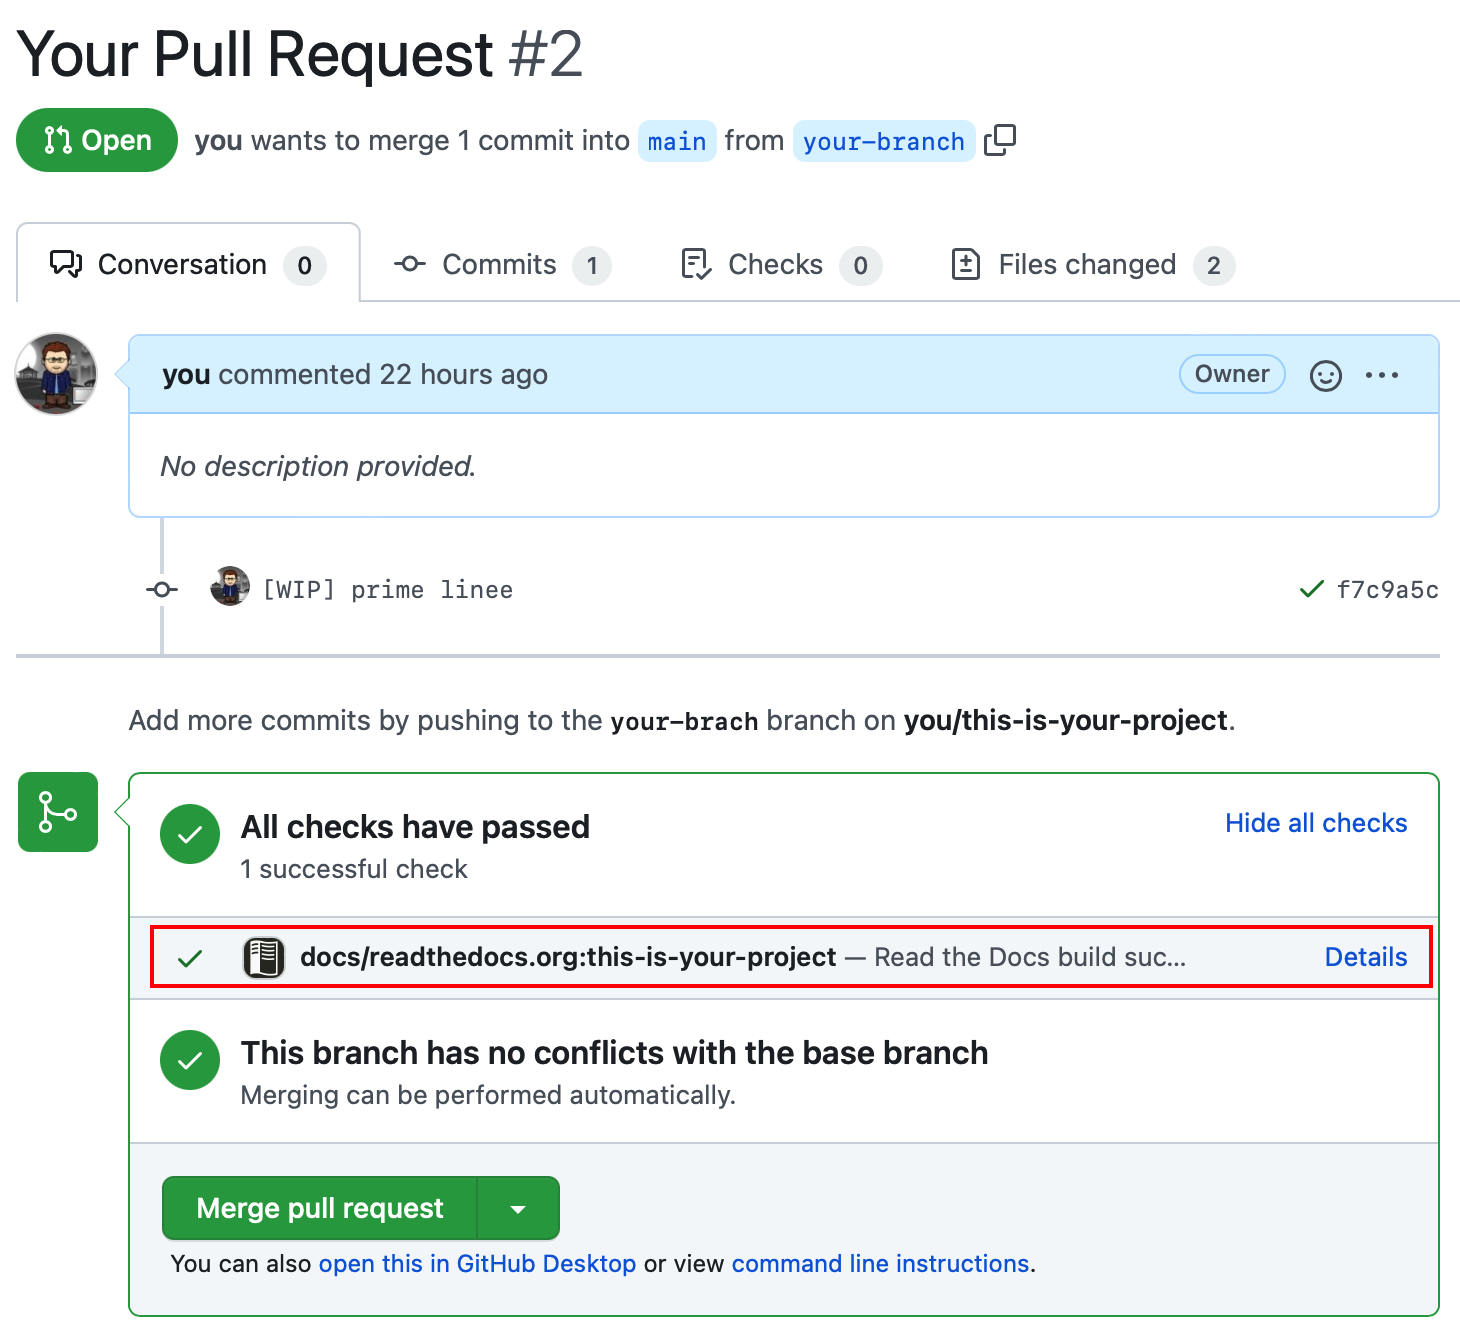 Your Pull Request #2
Open you wants to merge 1 commit into main from your-branch
Conversation 0 Commits 1 Checks 0 Files changed 2
you commented 22 hours ago Owner
No description provided.
[WIP] prime linee f7c9a5c
Add more commits by pushing to the your-brach branch on you/this-is-your-project.
All checks have passed Hide all checks
1 successful check
docs/readthedocs.org:this-is-your-project — Read the Docs build suc... Details
This branch has no conflicts with the base branch
Merging can be performed automatically.
Merge pull request
You can also open this in GitHub Desktop or view command line instructions.